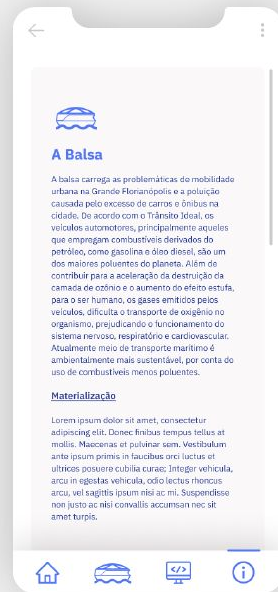 A Balsa
A balsa carrega as problemáticas de mobilidade
urbana na Grande Florianópolis e a poluição
causada pelo excesso de carros e ônibus na
cidade. De acordo com o Trânsito Ideal, os
veículos automotores, principalmente aqueles
que empregam combustíveis derivados do
petróleo, como gasolina e óleo diesel, são um
dos maiores poluentes do planeta. Além de
contribuir para a aceleração da destruição da
camada de ozônio e o aumento do efeito estufa,
para o ser humano, os gases emitidos pelos
veículos, dificulta o transporte de oxigênio no
organismo, prejudicando o funcionamento do
sistema nervoso, respiratório e cardiovascular.
Atualmente meio de transporte marítimo é
ambientalmente mais sustentável, por conta do
uso de combustíveis menos poluentes.
Materialização
Lorem ipsum dolor sit amet, consectetur
adipiscing elit. Donec finibus tempus tellus at
mollis. Maecenas et pulvinar sem. Vestibulum
ante ipsum primis in faucibus orci luctus et
ultrices posuere cubilia curae; Integer vehicula,
arcu in egestas vehicula, odio lectus rhoncus
arcu, vel sagittis ipsum nisi ac mi. Suspendisse
non justo ac nisi convallis accumsan nec sit
amet turpis.